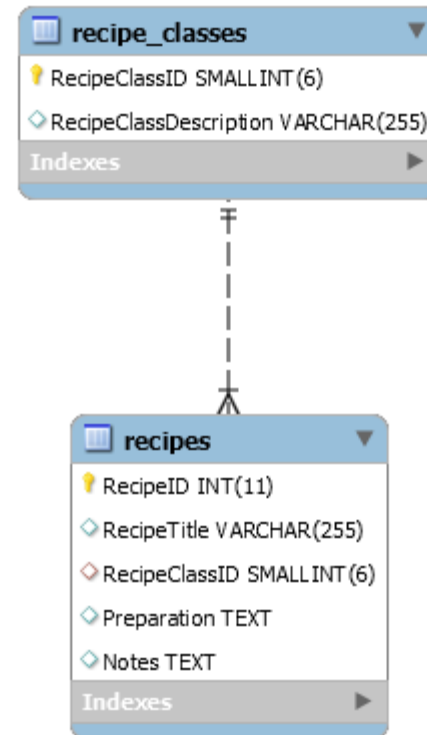 recipe_classes
RecipeClassID SMALLINT(6)
RecipeClassDescription VARCHAR(255)
Indexes
recipes
RecipeID INT(11)
RecipeTitle VARCHAR(255)
RecipeClassID SMALLINT(6)
Preparation TEXT
Notes TEXT
Indexes